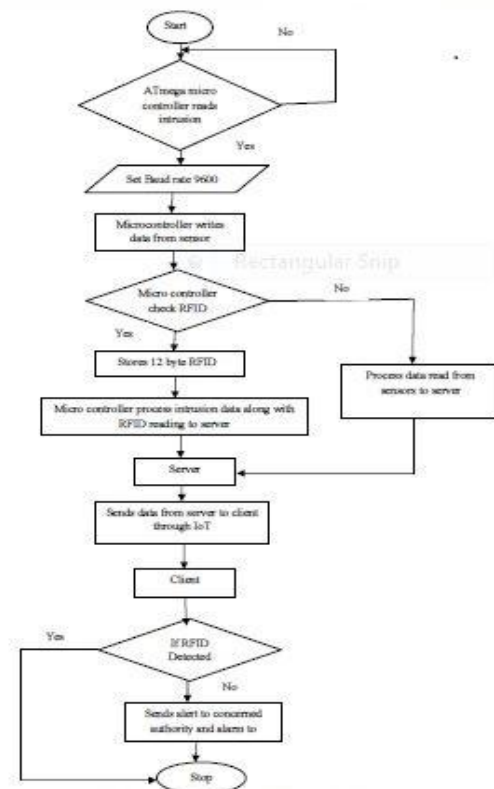 Start
No
ATmega micro
controller reads
intrusion
Yes
Set Baud rate 9600
Microcontroller writes
data from sensor
Rectangular Snip
Micro controller
check RFID
No
Yes
Stores 12 byte RFID
Process data read from
sensors to server
Micro controller process intrusion data along with
RFID reading to server
Server
Sends data from server to client
through IoT
Client
Yes
If RFID
Detected
No
Sends alert to concerned
authority and alarm to
Stop